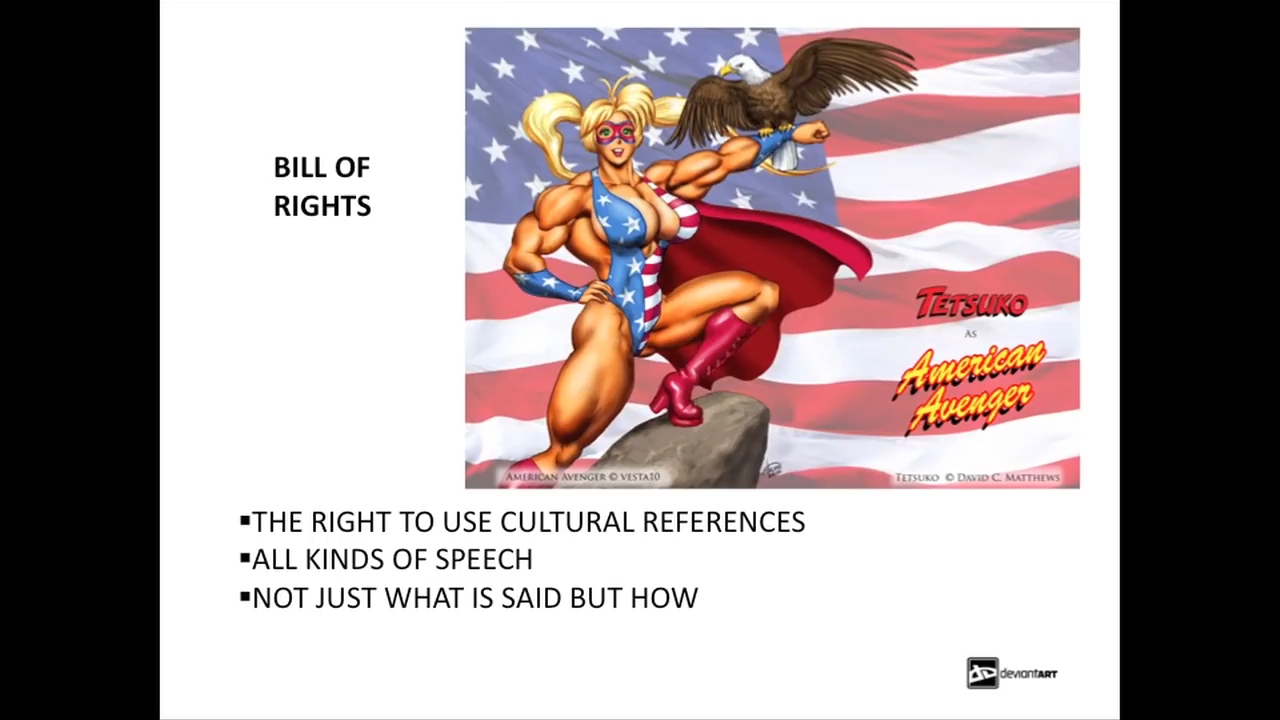 BILL OF
RIGHTS
TETSUKO
AS
American
Avenger
AMERICAN AVENGER © VESTA10
TETSUKO © DAVID C. MATTHEWS
▪THE RIGHT TO USE CULTURAL REFERENCES
▪ALL KINDS OF SPEECH
▪NOT JUST WHAT IS SAID BUT HOW
deviantART